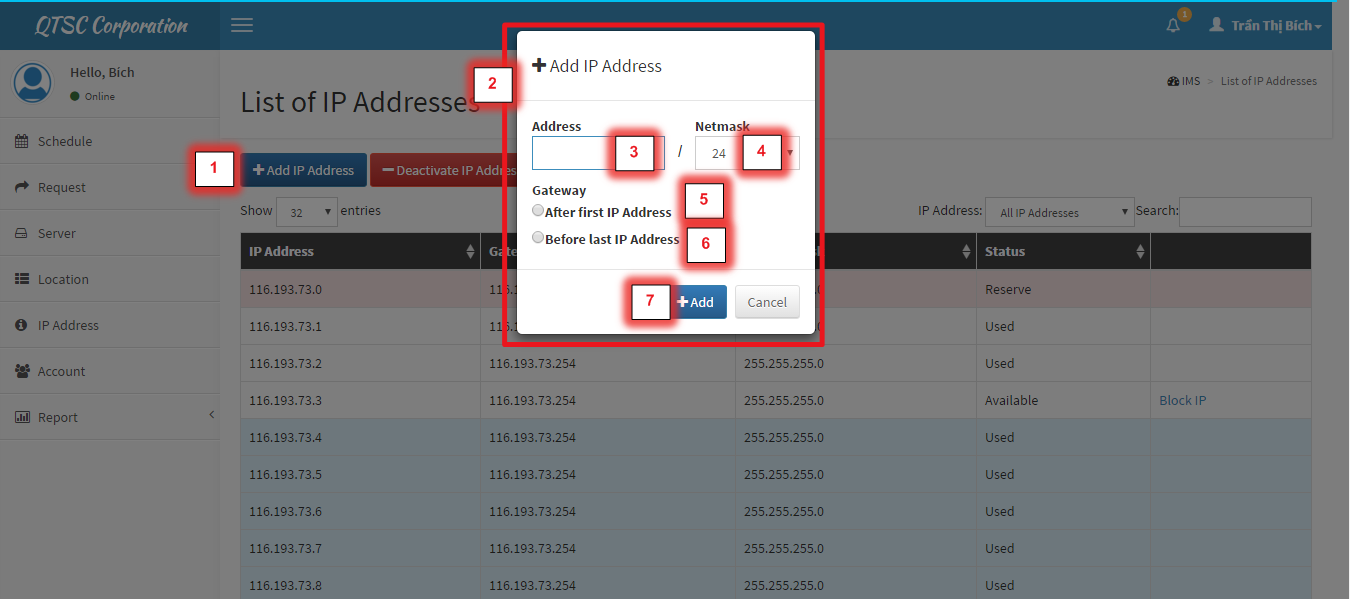 QTSC Corporation
1
Trần Thị Bích
Hello, Bich
Online
Schedule
Request
Server
Location
IP Address
Account
Report
List of IP Addresses
IMS > List of IP Addresses
1
Add IP Address
Deactivate IP Addre
Show 32 entries
IP Address: All IP Addresses Search:
2
Add IP Address
Address Netmask
3 / 24 4
Gateway
After first IP Address 5
Before last IP Address 6
7 Add Cancel
IP Address Status
116.193.73.0 Reserve
116.193.73.1 Used
116.193.73.2 116.193.73.254 255.255.255.0 Used
116.193.73.3 116.193.73.254 255.255.255.0 Available Block IP
116.193.73.4 116.193.73.254 255.255.255.0 Used
116.193.73.5 116.193.73.254 255.255.255.0 Used
116.193.73.6 116.193.73.254 255.255.255.0 Used
116.193.73.7 116.193.73.254 255.255.255.0 Used
116.193.73.8 116.193.73.254 255.255.255.0 Used